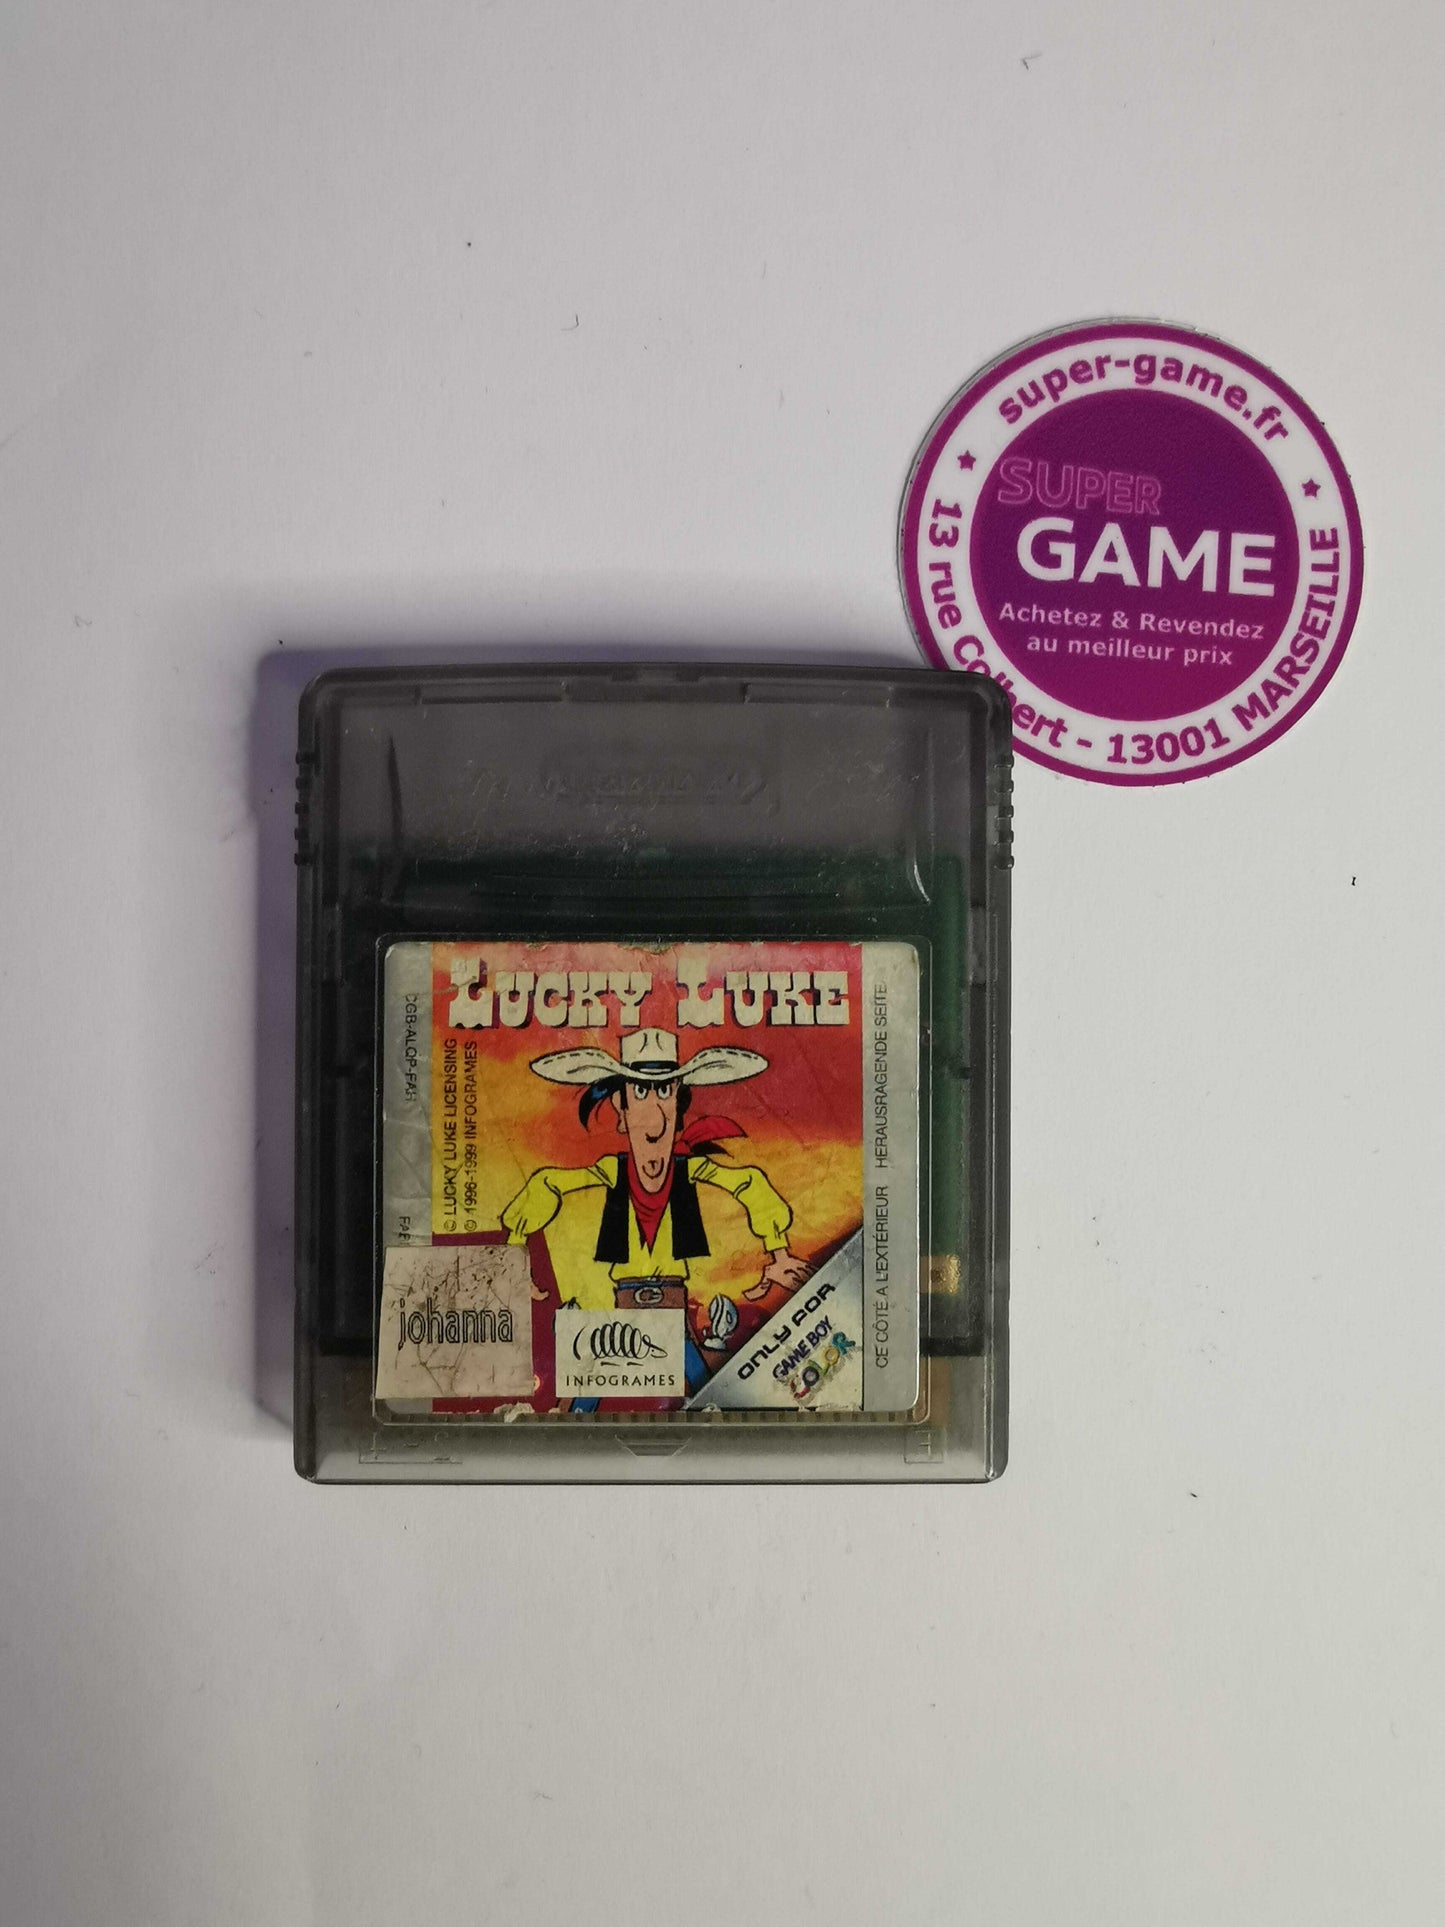 super-game.fr
SUPER
GAME
Achetez & Revendez
au meilleur prix
13 rue Colbert - 13001 MARSEILLE
LUCKY LUKE
© LUCKY LUKE LICENSING
© 1996-1999 INFOGRAMES
CE CÔTÉ A L'EXTÉRIEUR HERAUSRAGENDE SEITE
johanna
INFOGRAMES
ONLY FOR
GAME BOY
COLOR